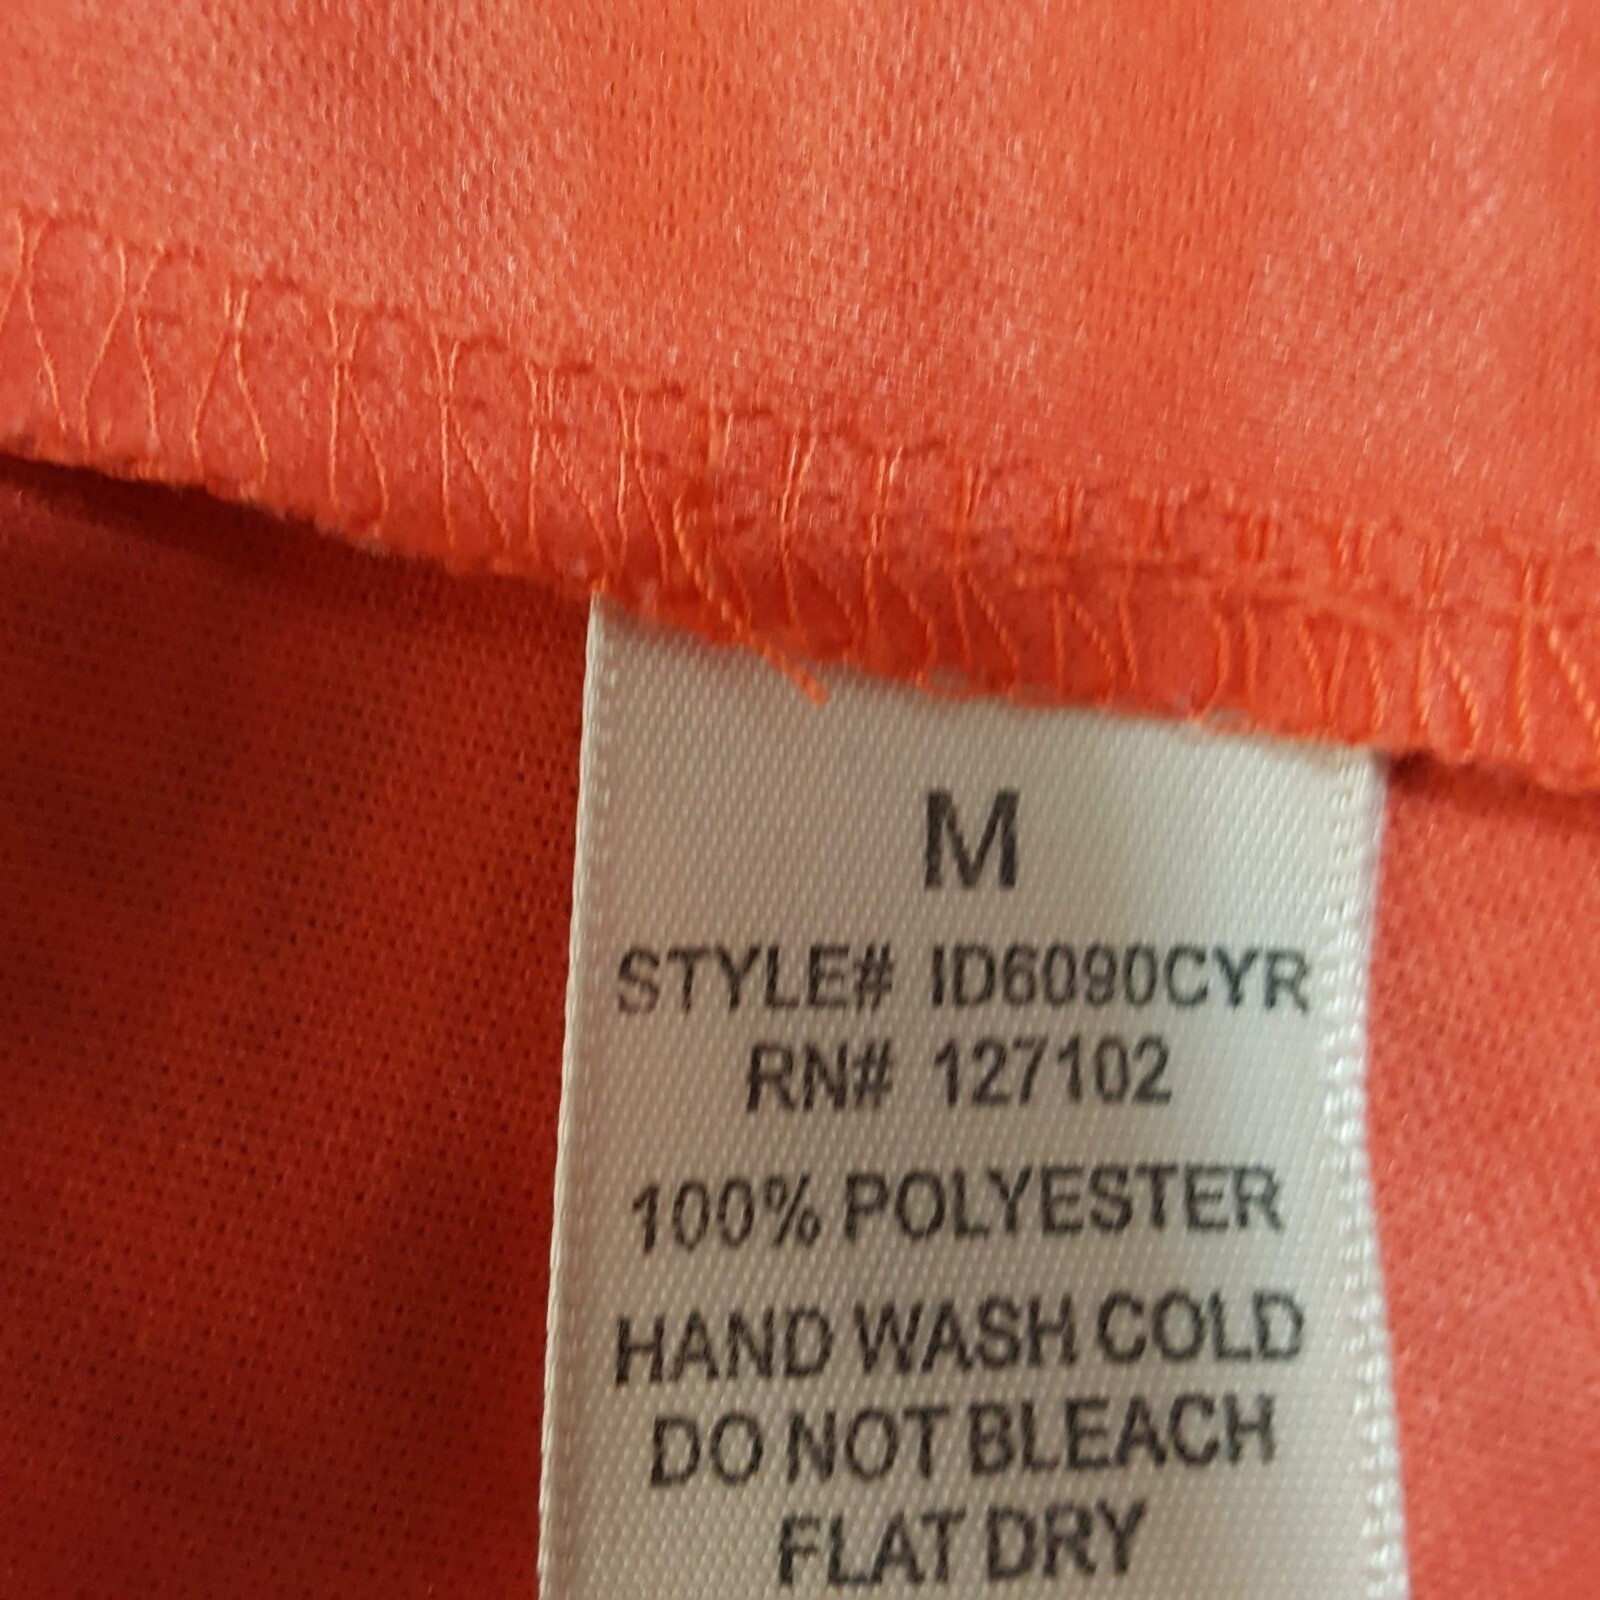 M
STYLE# ID6090CYR
RN# 127102
100% POLYESTER
HAND WASH COLD
DO NOT BLEACH
FLAT DRY